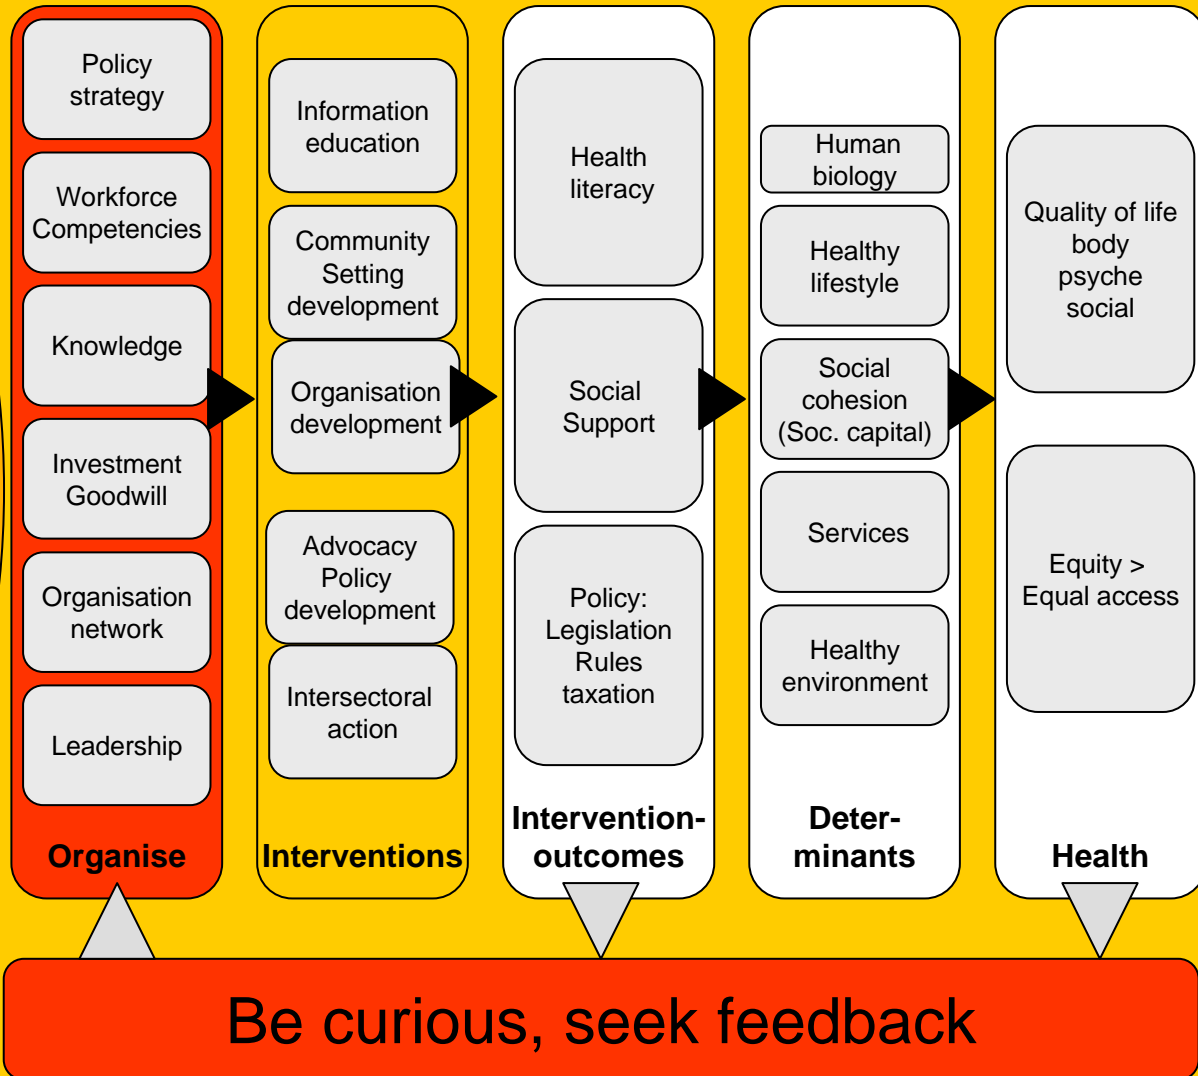 Policy
strategy
Workforce
Competencies
Knowledge
Investment
Goodwill
Organisation
network
Leadership
Organise
Information
education
Community
Setting
development
Organisation
development
Advocacy
Policy
development
Intersectoral
action
Interventions
Health
literacy
Social
Support
Policy:
Legislation
Rules
taxation
Intervention-
outcomes
Human
biology
Healthy
lifestyle
Social
cohesion
(Soc. capital)
Services
Healthy
environment
Deter-
minants
Quality of life
body
psyche
social
Equity >
Equal access
Health
Be curious, seek feedback